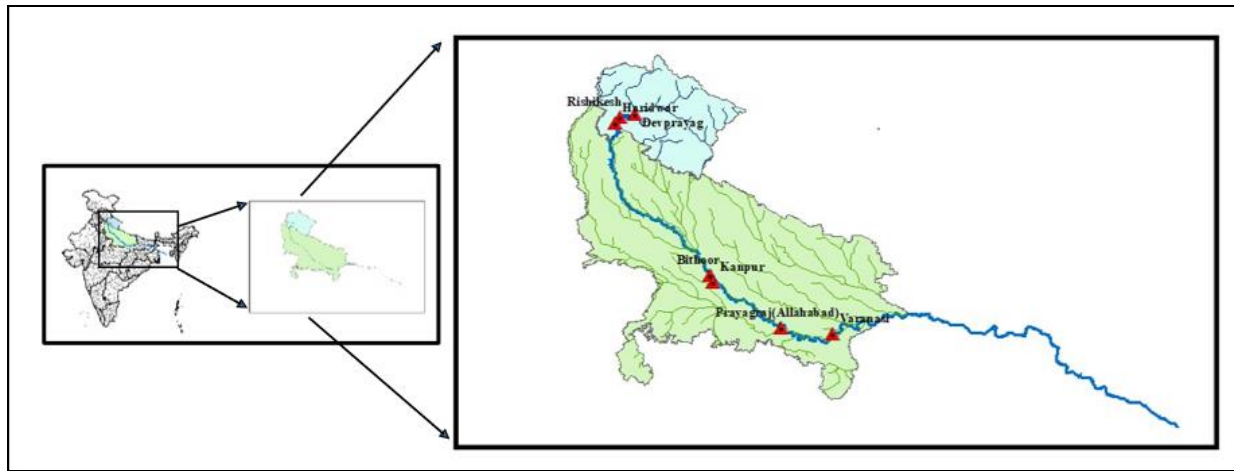 Rishikesh
Haridwar
Devprayag
Bithoor
Kanpur
Prayagraj(Allahabad)
Varanasi